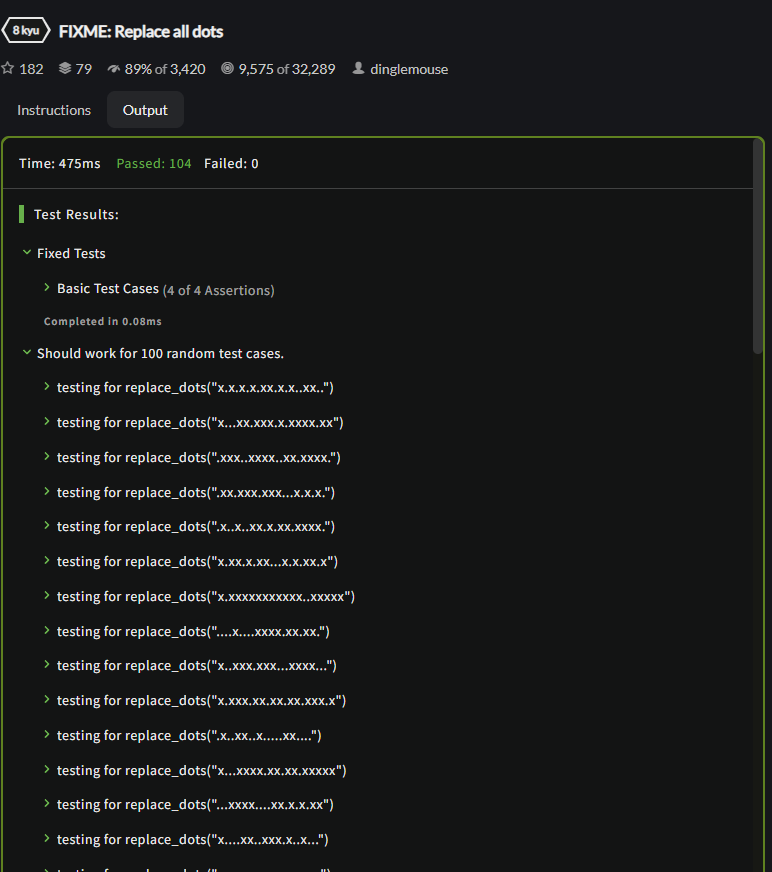 8 kyu FIXME: Replace all dots
182 79 89% of 3,420 9,575 of 32,289 dinglemouse
Instructions Output
Time: 475ms Passed: 104 Failed: 0
Test Results:
Fixed Tests
Basic Test Cases (4 of 4 Assertions)
Completed in 0.08ms
Should work for 100 random test cases.
testing for replace_dots("x.x.x.x.xx.x.x..xx..")
testing for replace_dots("x...xx.xxx.x.xxxx.xx")
testing for replace_dots(".xxx..xxxx..xx.xxxx.")
testing for replace_dots(".xx.xxx.xxx...x.x.x.")
testing for replace_dots(".x..x..xx.x.xx.xxxx.")
testing for replace_dots("x.xx.x.xx...x.x.xx.x")
testing for replace_dots("x.xxxxxxxxxxx..xxxxx")
testing for replace_dots("....x....xxxx.xx.xx.")
testing for replace_dots("x..xxx.xxx...xxxx...")
testing for replace_dots("x.xxx.xx.xx.xx.xxx.x")
testing for replace_dots(".x..xx..x.....xx....")
testing for replace_dots("x...xxxx.xx.xx.xxxxx")
testing for replace_dots("...xxxx....xx.x.x.xx")
testing for replace_dots("x....xx..xxx.x..x...")